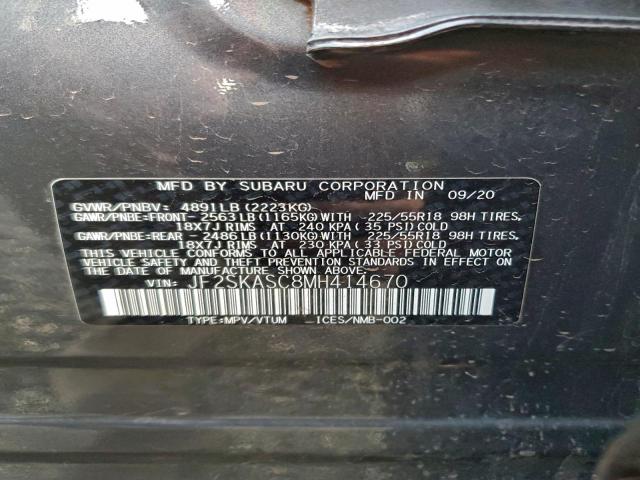 MFD BY SUBARU CORPORATION
MFD IN 09/20
GVWR/PNBV: 4891LB(2223KG)
GAWR/PNBE:FRONT- 2563LB(1165KG)WITH 225/55R18 98H TIRES,
18X7J RIMS AT 240 KPA( 35 PSI)COLD
GAWR/PNBE:REAR - 2486LB(1130KG)WITH 225/55R18 98H TIRES,
18X7J RIMS AT 230 KPA( 33 PSI)COLD
THIS VEHICLE CONFORMS TO ALL APPLICABLE FEDERAL MOTOR
VEHICLE SAFETY AND THEFT PREVENTION STANDARDS IN EFFECT
ON THE DATE OF MANUFACTURE SHOWN ABOVE.
VIN: JF2SKASC8MH414670
TYPE:MPV/VTUM ICES/NMB-002